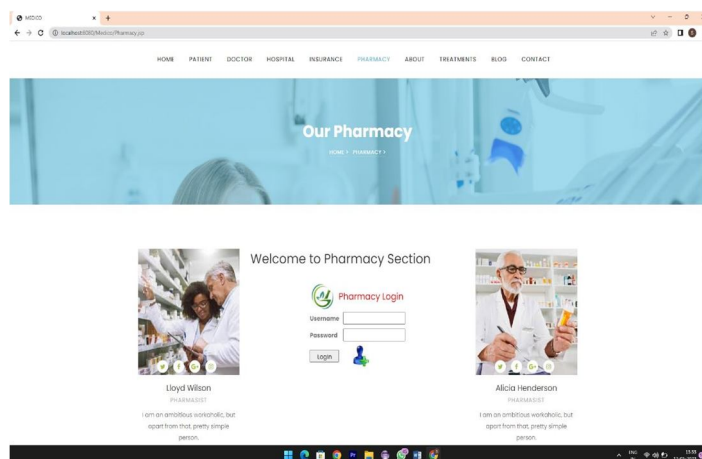 MEDICO
localhost:8080/Medico/Pharmacy.jsp
HOME PATIENT DOCTOR HOSPITAL INSURANCE PHARMACY ABOUT TREATMENTS BLOG CONTACT
Our Pharmacy
HOME > PHARMACY >
Welcome to Pharmacy Section
Pharmacy Login
Username
Password
Login
Lloyd Wilson
PHARMASIST
I am an ambitious workaholic, but
apart from that, pretty simple
person.
Alicia Henderson
PHARMASIST
I am an ambitious workaholic, but
apart from that, pretty simple
person.
ENG